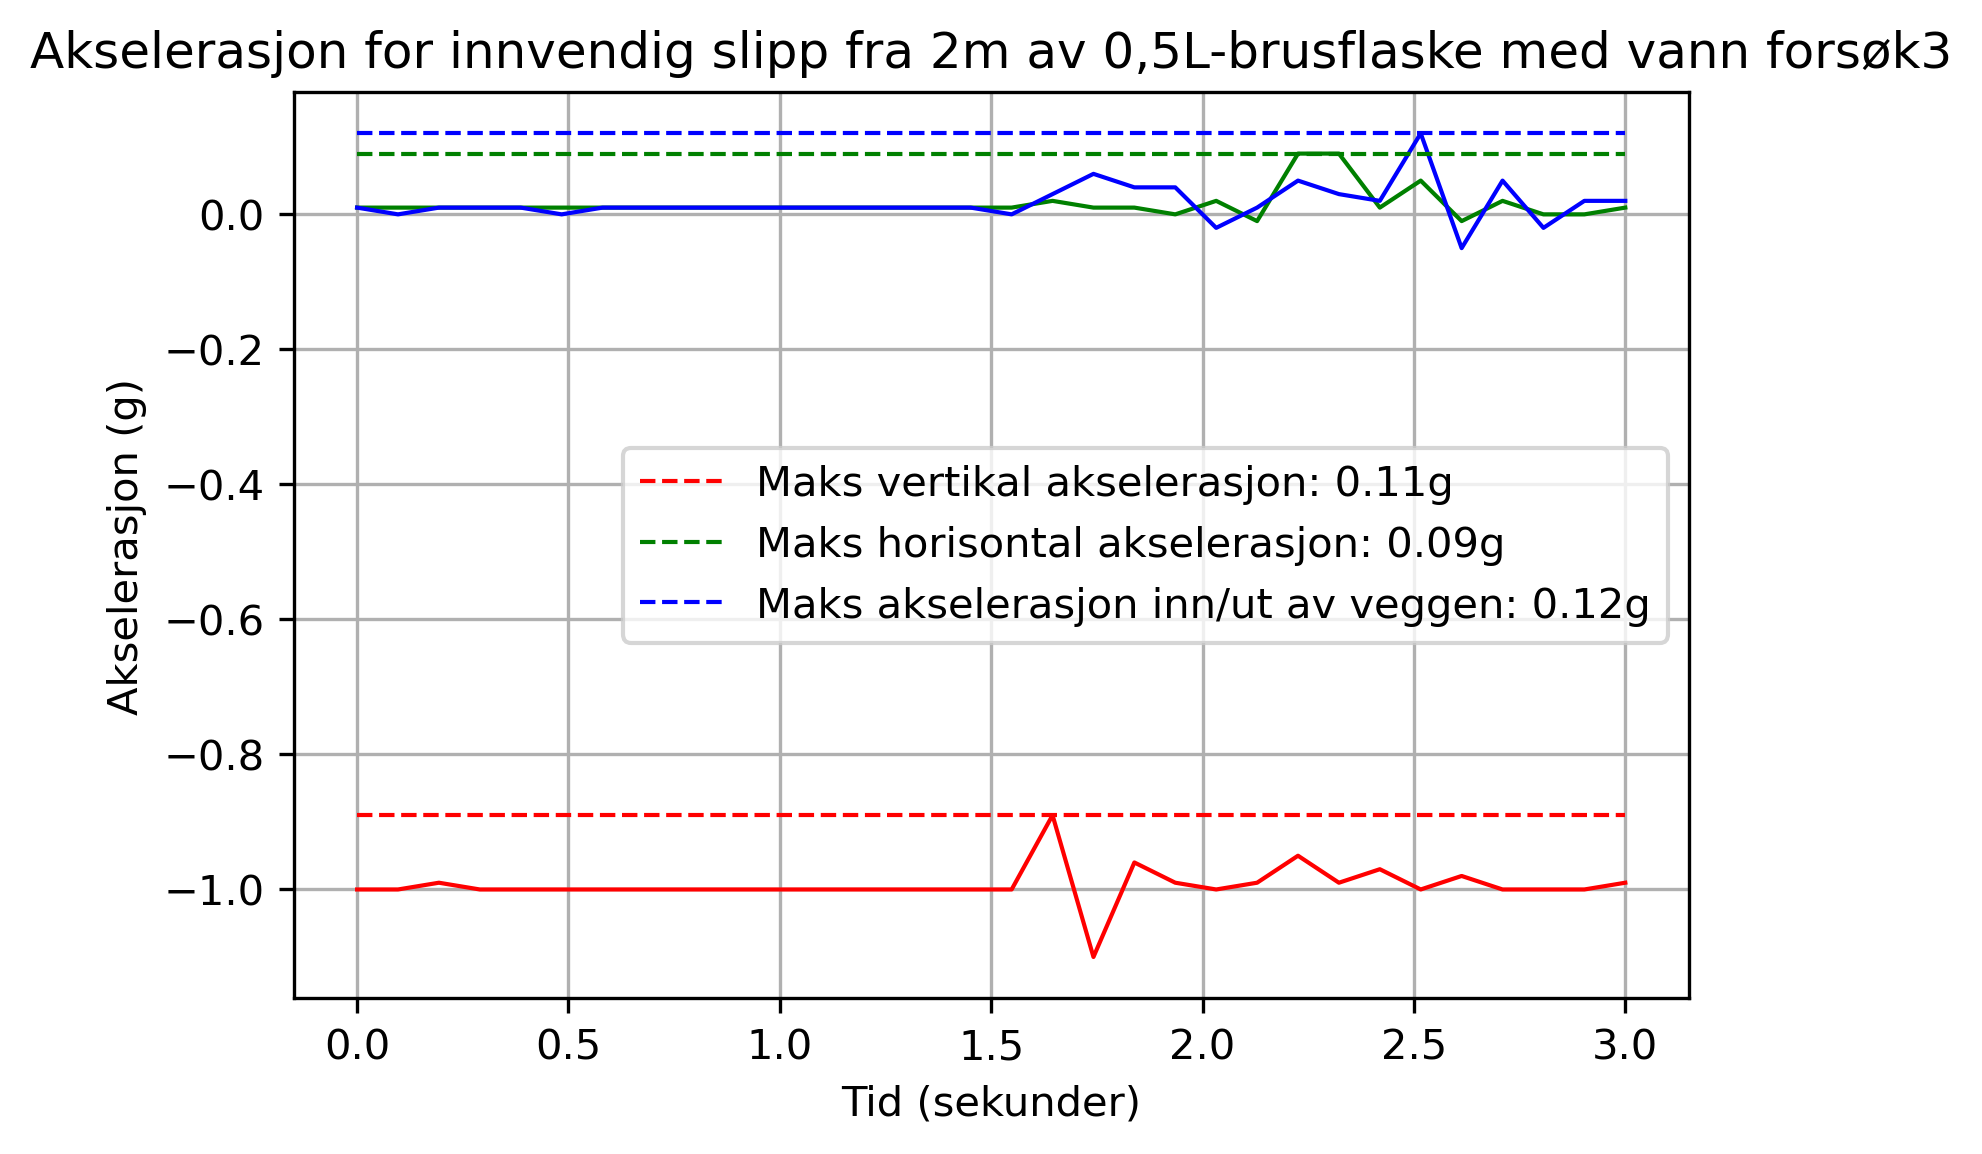 Akselerasjon for innvendig slipp fra 2m av 0,5L-brusflaske med vann forsøk3
0.0
−0.2
−0.4
−0.6
−0.8
−1.0
Akselerasjon (g)
Maks vertikal akselerasjon: 0.11g
Maks horisontal akselerasjon: 0.09g
Maks akselerasjon inn/ut av veggen: 0.12g
0.0 0.5 1.0 1.5 2.0 2.5 3.0
Tid (sekunder)